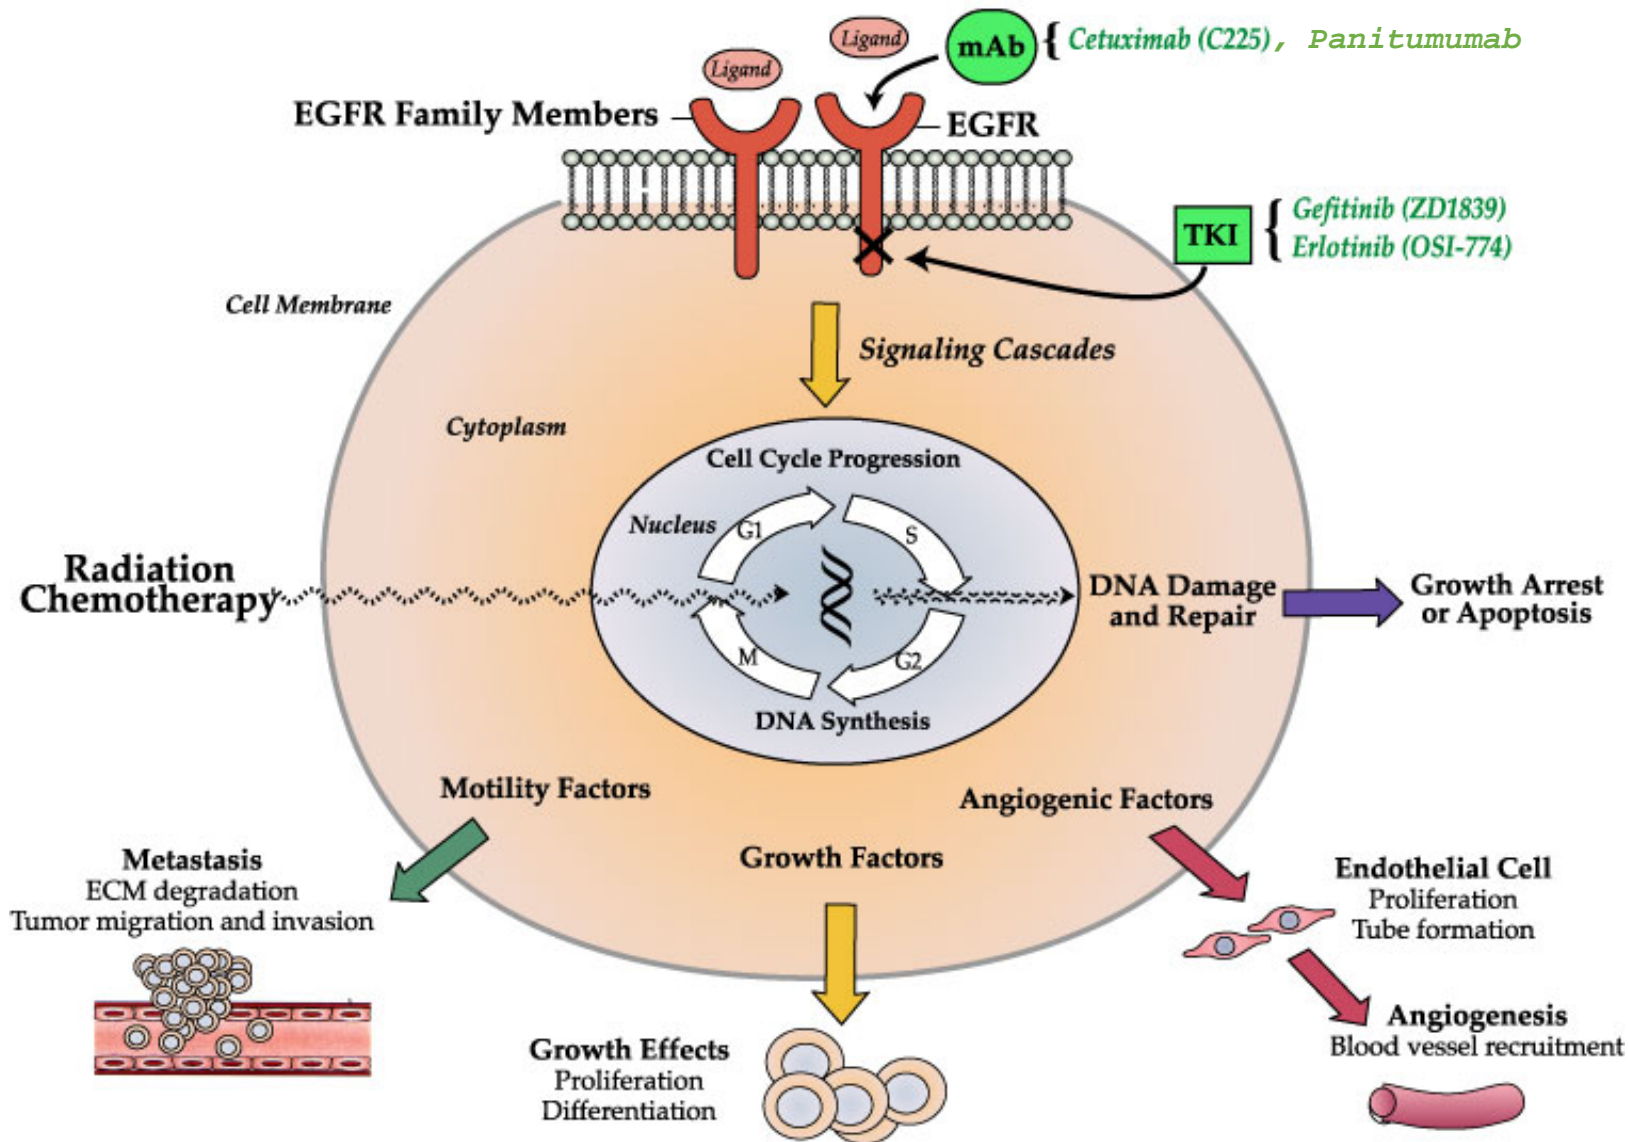 Ligand
Ligand
mAb { Cetuximab (C225), Panitumumab
EGFR Family Members
EGFR
TKI { Gefitinib (ZD1839)
Erlotinib (OSI-774)
Cell Membrane
Signaling Cascades
Cytoplasm
Cell Cycle Progression
Nucleus
G1
S
M
G2
DNA Synthesis
Radiation
Chemotherapy
DNA Damage
and Repair
Growth Arrest
or Apoptosis
Motility Factors
Angiogenic Factors
Growth Factors
Metastasis
ECM degradation
Tumor migration and invasion
Endothelial Cell
Proliferation
Tube formation
Growth Effects
Proliferation
Differentiation
Angiogenesis
Blood vessel recruitment